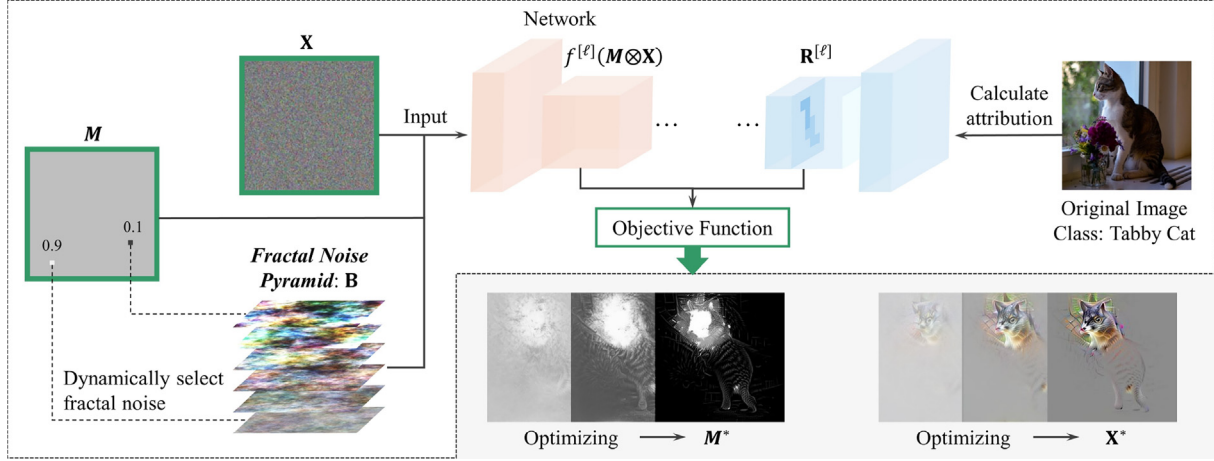 Network
X
f^[ℓ](M⊗X)
R^[ℓ]
Input
...
...
Calculate
attribution
M
0.1
0.9
Original Image
Class: Tabby Cat
Objective Function
Fractal Noise
Pyramid: B
Dynamically select
fractal noise
Optimizing → M*
Optimizing → X*